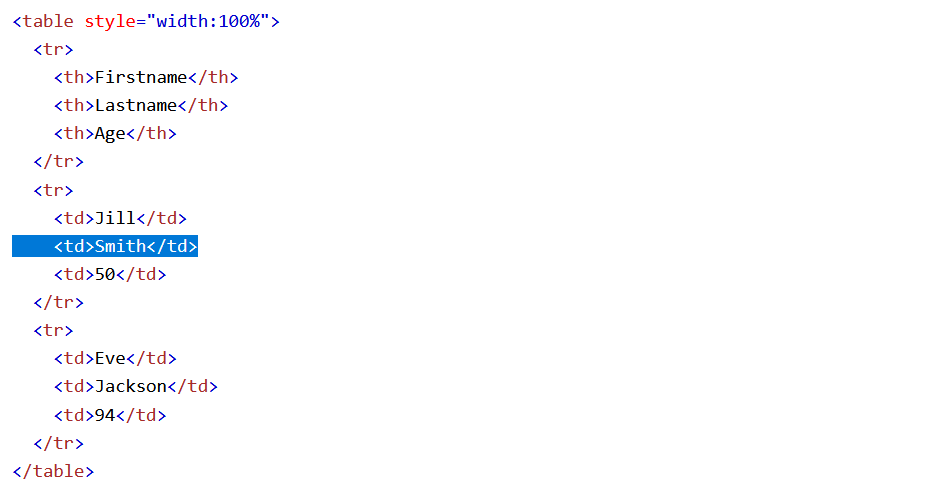 <table style="width:100%">
  <tr>
    <th>Firstname</th>
    <th>Lastname</th>
    <th>Age</th>
  </tr>
  <tr>
    <td>Jill</td>
    <td>Smith</td>
    <td>50</td>
  </tr>
  <tr>
    <td>Eve</td>
    <td>Jackson</td>
    <td>94</td>
  </tr>
</table>